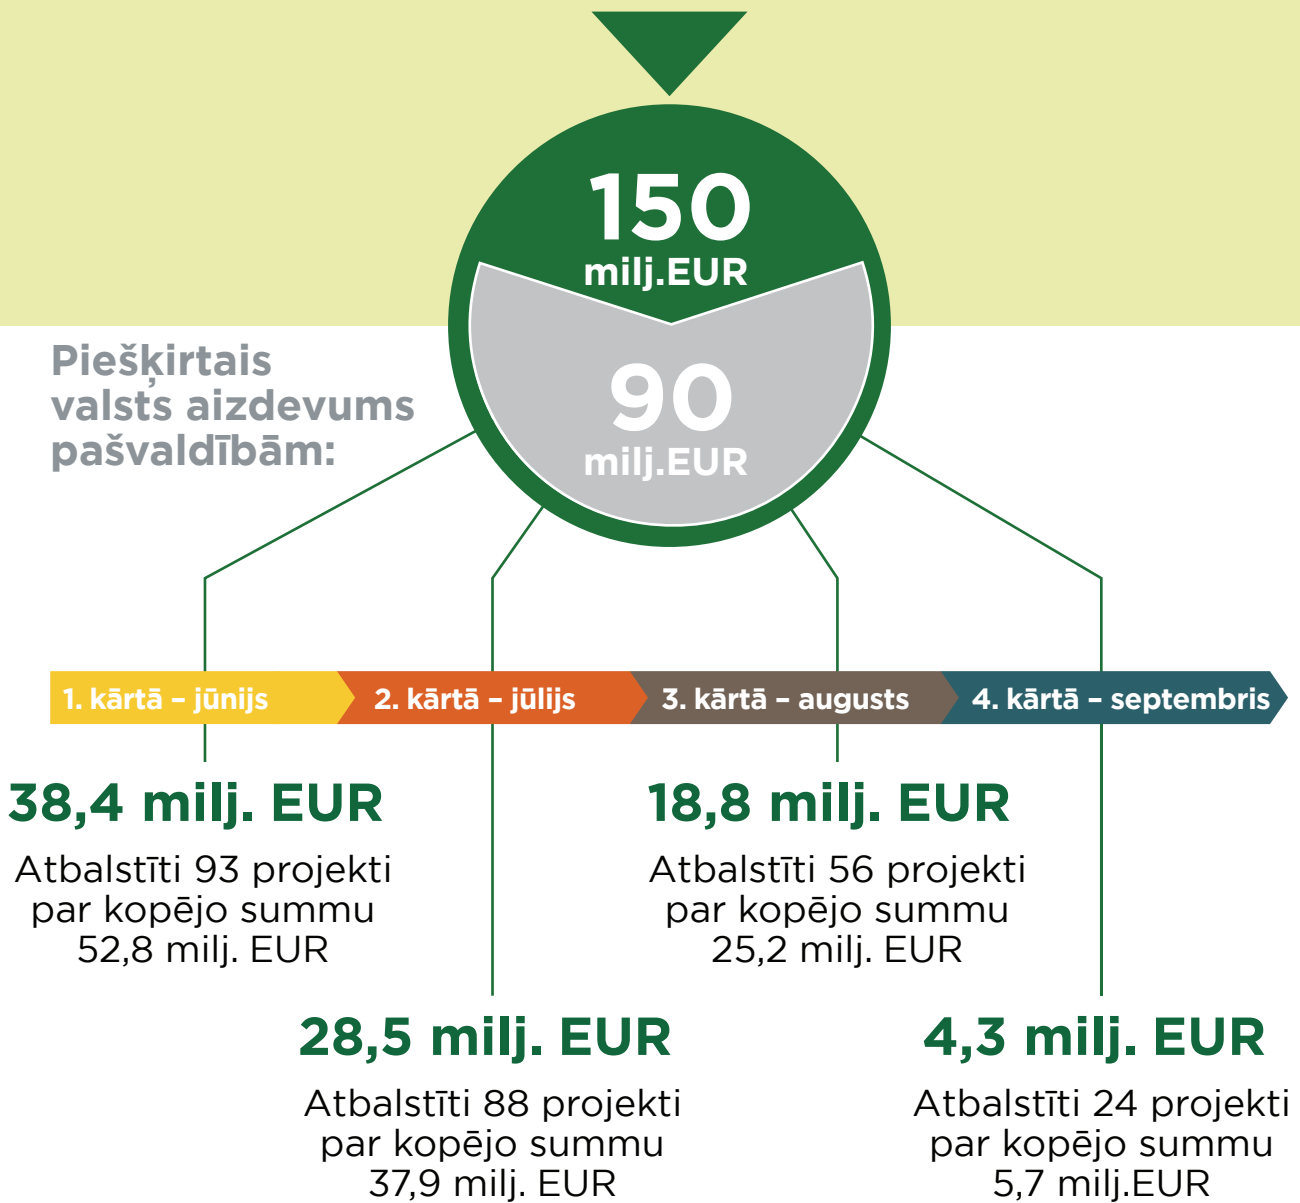 150
milj.EUR
90
milj.EUR
Piešķirtais
valsts aizdevums
pašvaldībām:
1. kārtā – jūnijs
2. kārtā – jūlijs
3. kārtā – augusts
4. kārtā – septembris
38,4 milj. EUR
Atbalstīti 93 projekti
par kopējo summu
52,8 milj. EUR
28,5 milj. EUR
Atbalstīti 88 projekti
par kopējo summu
37,9 milj. EUR
18,8 milj. EUR
Atbalstīti 56 projekti
par kopējo summu
25,2 milj. EUR
4,3 milj. EUR
Atbalstīti 24 projekti
par kopējo summu
5,7 milj.EUR